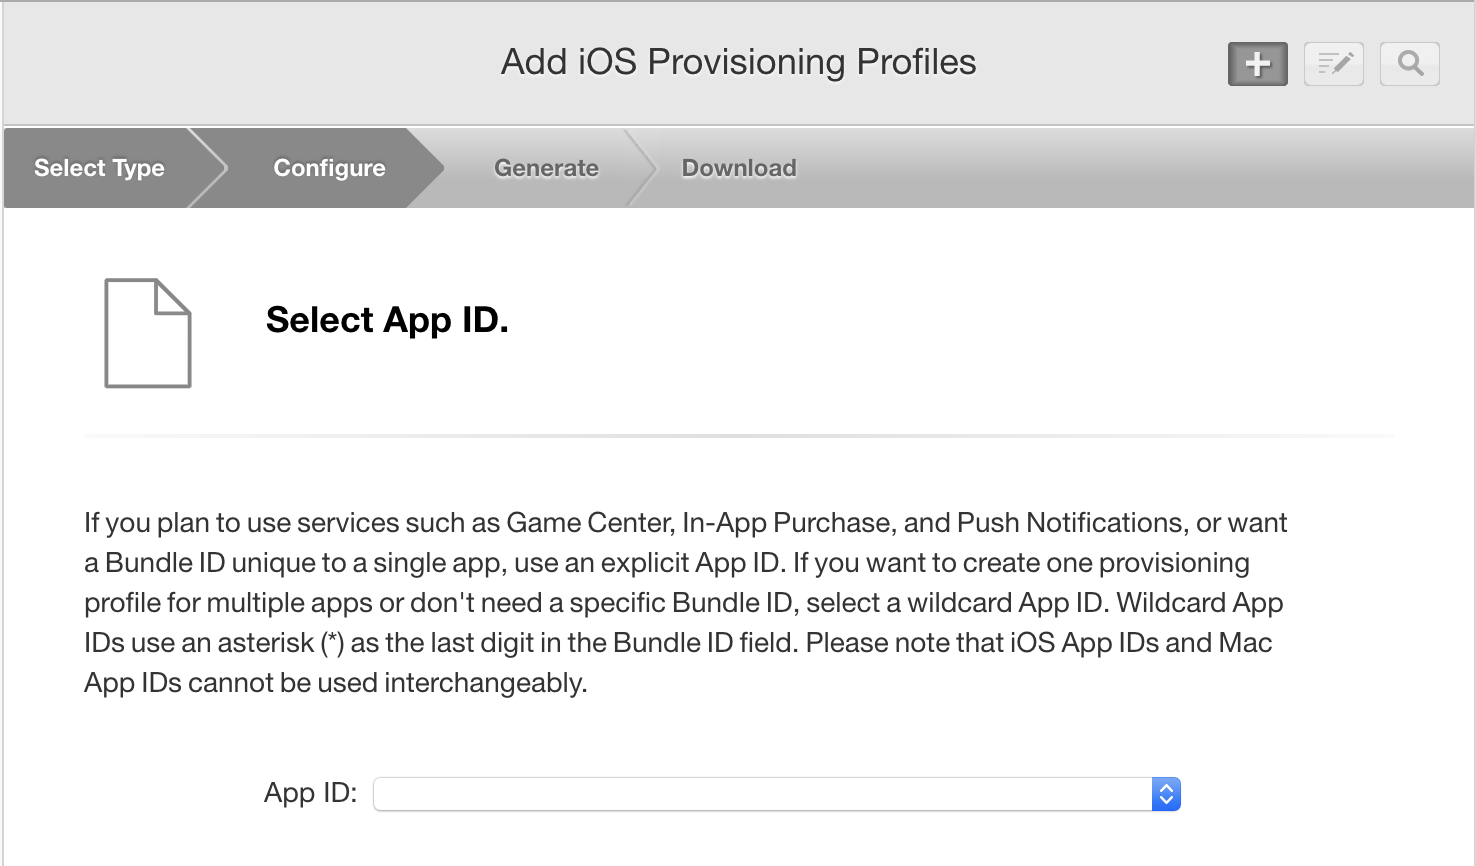 Add iOS Provisioning Profiles
Select Type
Configure
Generate
Download
Select App ID.
If you plan to use services such as Game Center, In-App Purchase, and Push Notifications, or want
a Bundle ID unique to a single app, use an explicit App ID. If you want to create one provisioning
profile for multiple apps or don't need a specific Bundle ID, select a wildcard App ID. Wildcard App
IDs use an asterisk (*) as the last digit in the Bundle ID field. Please note that iOS App IDs and Mac
App IDs cannot be used interchangeably.
App ID: